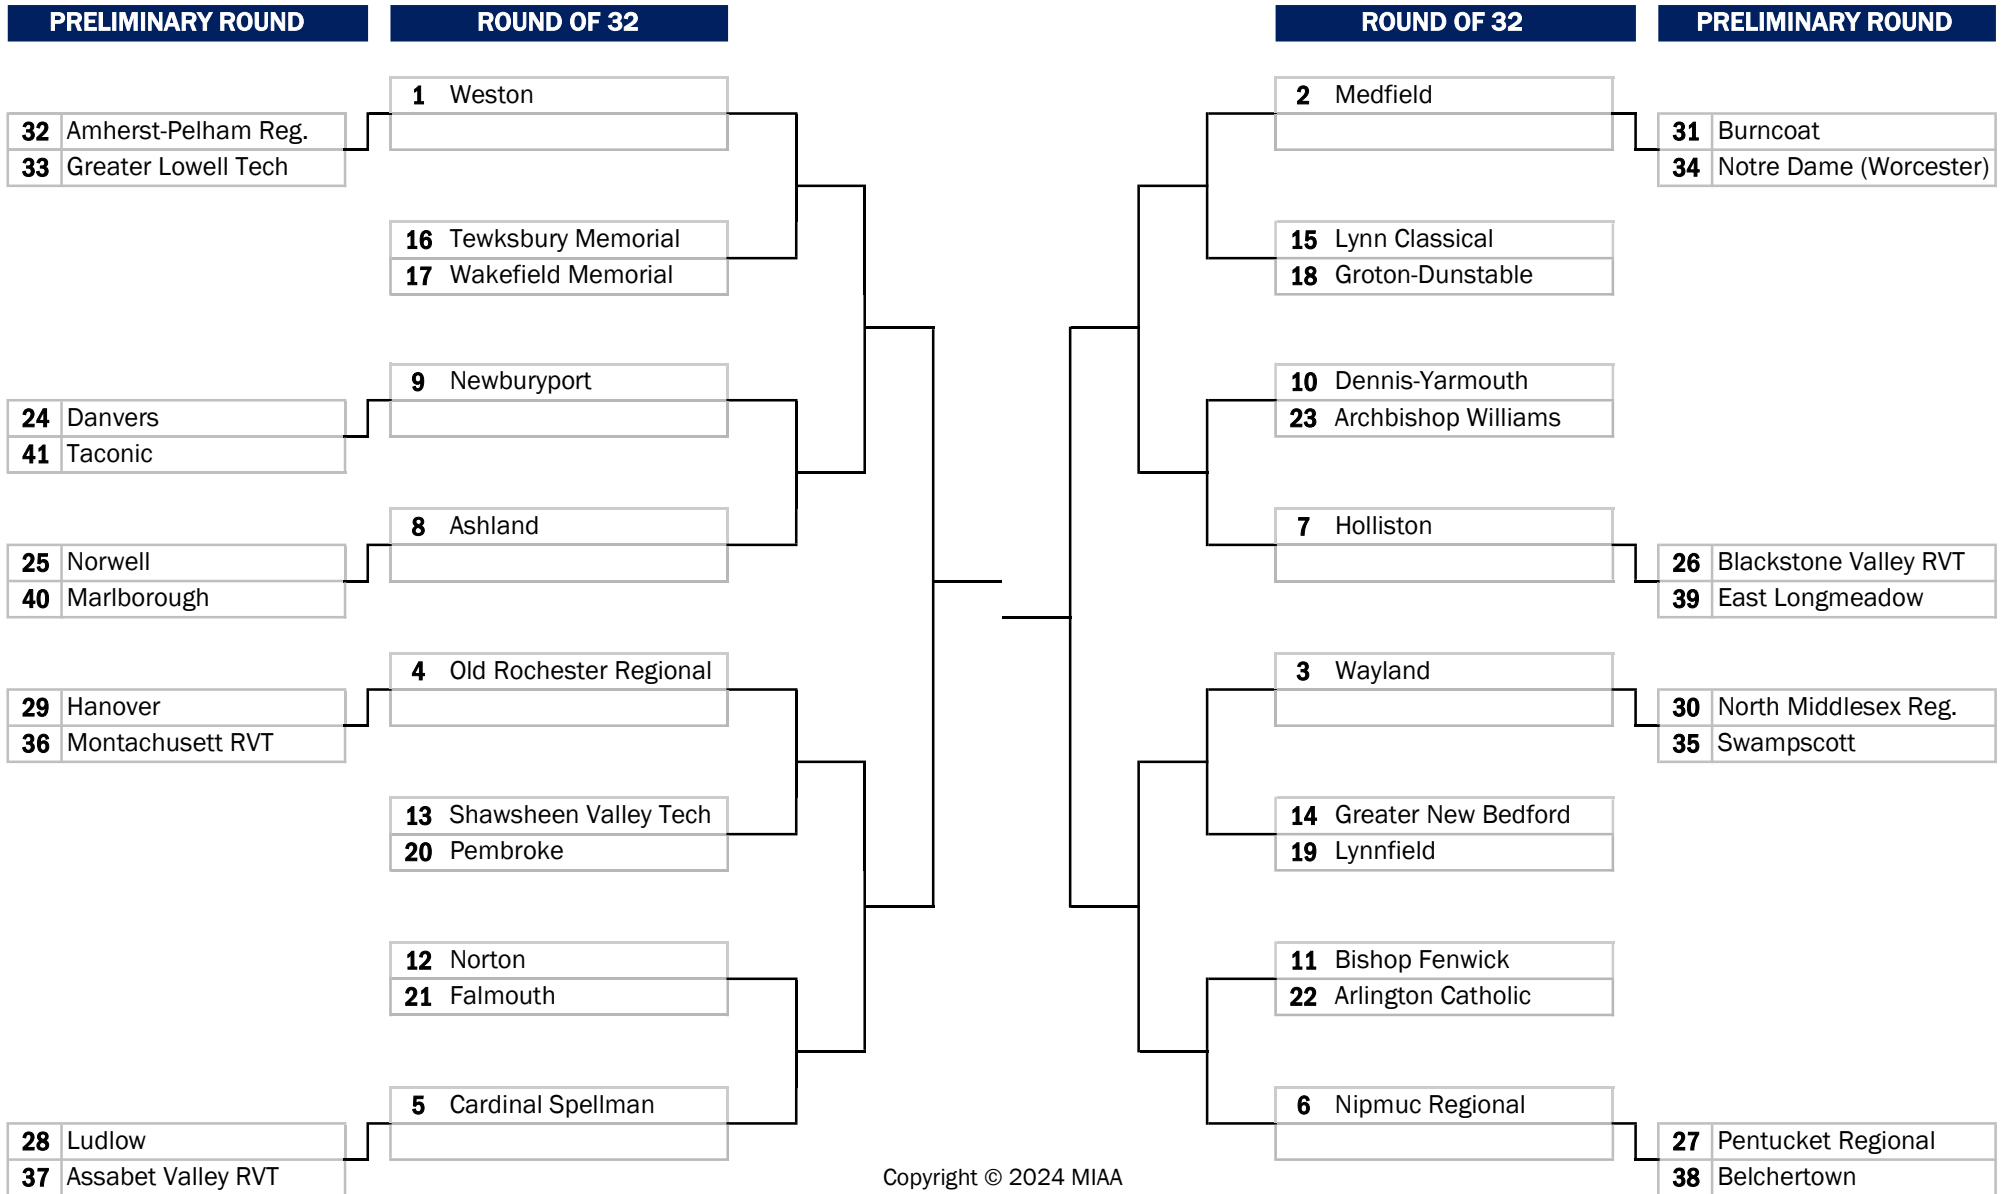 PRELIMINARY ROUND
ROUND OF 32
ROUND OF 32
PRELIMINARY ROUND
1 Weston
32 Amherst-Pelham Reg.
33 Greater Lowell Tech
16 Tewksbury Memorial
17 Wakefield Memorial
9 Newburyport
24 Danvers
41 Taconic
8 Ashland
25 Norwell
40 Marlborough
4 Old Rochester Regional
29 Hanover
36 Montachusett RVT
13 Shawsheen Valley Tech
20 Pembroke
12 Norton
21 Falmouth
5 Cardinal Spellman
28 Ludlow
37 Assabet Valley RVT
2 Medfield
31 Burncoat
34 Notre Dame (Worcester)
15 Lynn Classical
18 Groton-Dunstable
10 Dennis-Yarmouth
23 Archbishop Williams
7 Holliston
26 Blackstone Valley RVT
39 East Longmeadow
3 Wayland
30 North Middlesex Reg.
35 Swampscott
14 Greater New Bedford
19 Lynnfield
11 Bishop Fenwick
22 Arlington Catholic
6 Nipmuc Regional
27 Pentucket Regional
38 Belchertown
Copyright © 2024 MIAA